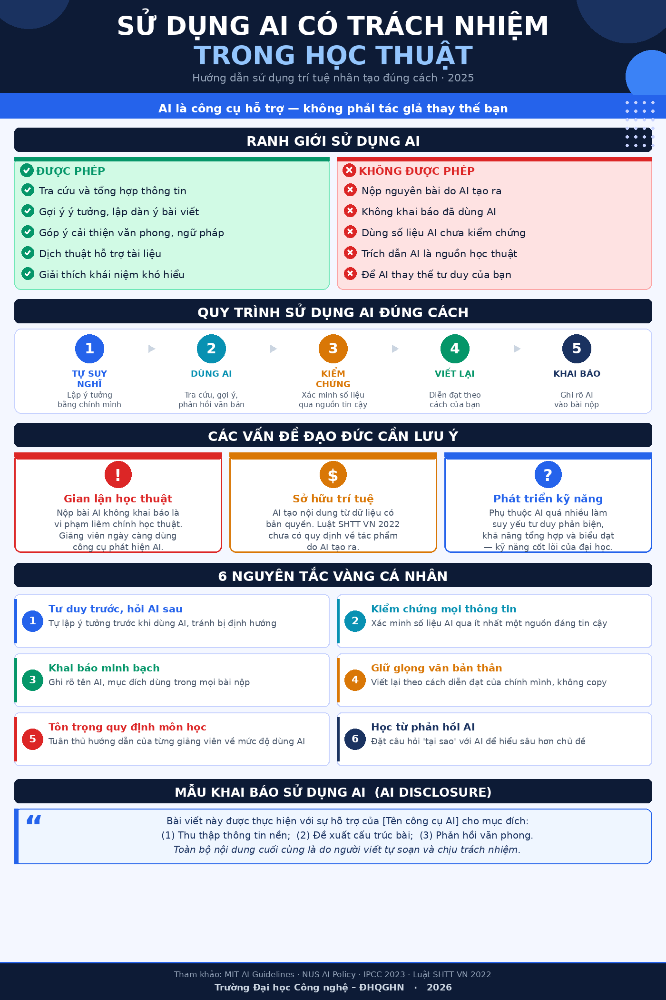 SỬ DỤNG AI CÓ TRÁCH NHIỆM
TRONG HỌC THUẬT
Hướng dẫn sử dụng trí tuệ nhân tạo đúng cách · 2025
AI là công cụ hỗ trợ — không phải tác giả thay thế bạn
RANH GIỚI SỬ DỤNG AI
ĐƯỢC PHÉP
Tra cứu và tổng hợp thông tin
Gợi ý ý tưởng, lập dàn ý bài viết
Góp ý cải thiện văn phong, ngữ pháp
Dịch thuật hỗ trợ tài liệu
Giải thích khái niệm khó hiểu
KHÔNG ĐƯỢC PHÉP
Nộp nguyên bài do AI tạo ra
Không khai báo đã dùng AI
Dùng số liệu AI chưa kiểm chứng
Trích dẫn AI là nguồn học thuật
Để AI thay thế tư duy của bạn
QUY TRÌNH SỬ DỤNG AI ĐÚNG CÁCH
1
TỰ SUY
NGHĨ
Lập ý tưởng
bằng chính mình
2
DÙNG AI
Tra cứu, gợi ý,
phản hồi văn bản
3
KIỂM
CHỨNG
Xác minh số liệu
qua nguồn tin cậy
4
VIẾT LẠI
Diễn đạt theo
cách của bạn
5
KHAI BÁO
Ghi rõ AI
vào bài nộp
CÁC VẤN ĐỀ ĐẠO ĐỨC CẦN LƯU Ý
!
Gian lận học thuật
Nộp bài AI không khai báo là
vi phạm liêm chính học thuật.
Giảng viên ngày càng dùng
công cụ phát hiện AI.
$
Sở hữu trí tuệ
AI tạo nội dung từ dữ liệu có
bản quyền. Luật SHTT VN 2022
chưa có quy định về tác phẩm
do AI tạo ra.
?
Phát triển kỹ năng
Phụ thuộc AI quá nhiều làm
suy yếu tư duy phản biện,
khả năng tổng hợp và biểu đạt
— kỹ năng cốt lõi của đại học.
6 NGUYÊN TẮC VÀNG CÁ NHÂN
1
Tư duy trước, hỏi AI sau
Tự lập ý tưởng trước khi dùng AI, tránh bị định hướng
2
Kiểm chứng mọi thông tin
Xác minh số liệu AI qua ít nhất một nguồn đáng tin cậy
3
Khai báo minh bạch
Ghi rõ tên AI, mục đích dùng trong mọi bài nộp
4
Giữ giọng văn bản thân
Viết lại theo cách diễn đạt của chính mình, không copy
5
Tôn trọng quy định môn học
Tuân thủ hướng dẫn của từng giảng viên về mức độ dùng AI
6
Học từ phản hồi AI
Đặt câu hỏi 'tại sao' với AI để hiểu sâu hơn chủ đề
MẪU KHAI BÁO SỬ DỤNG AI (AI DISCLOSURE)
“
Bài viết này được thực hiện với sự hỗ trợ của [Tên công cụ AI] cho mục đích:
(1) Thu thập thông tin nền; (2) Đề xuất cấu trúc bài; (3) Phản hồi văn phong.
Toàn bộ nội dung cuối cùng là do người viết tự soạn và chịu trách nhiệm.
Tham khảo: MIT AI Guidelines · NUS AI Policy · IPCC 2023 · Luật SHTT VN 2022
Trường Đại học Công nghệ – ĐHQGHN · 2026